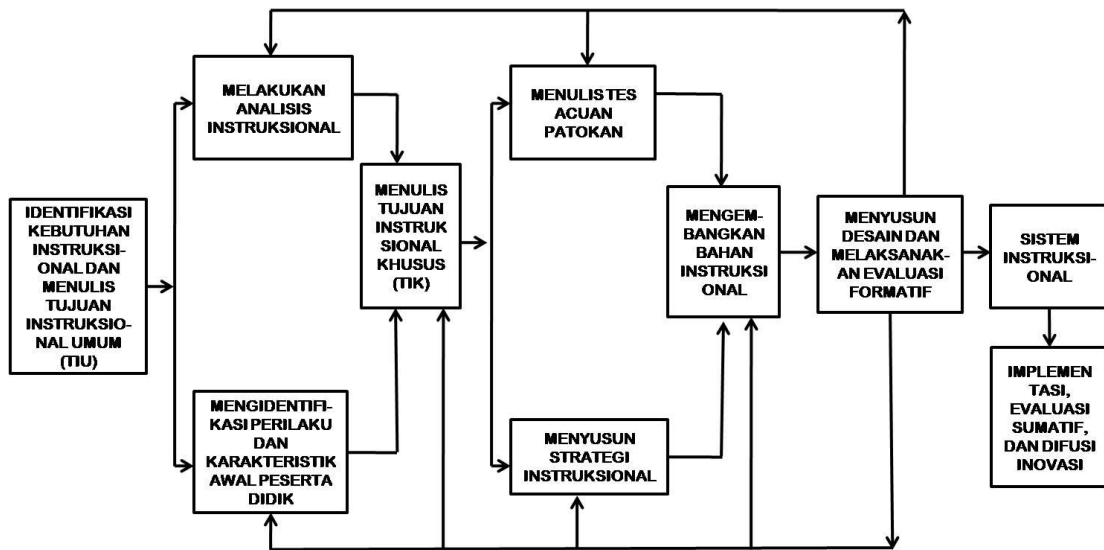 IDENTIFIKASI
KEBUTUHAN
INSTRUKSI-
ONAL DAN
MENULIS
TUJUAN
INSTRUKSIO-
NAL UMUM
(TIU)
MELAKUKAN
ANALISIS
INSTRUKSIONAL
MENGIDENTIFI-
KASI PERILAKU
DAN
KARAKTERISTIK
AWAL PESERTA
DIDIK
MENULIS
TUJUAN
INSTRUK
SIONAL
KHUSUS
(TIK)
MENULIS TES
ACUAN
PATOKAN
MENYUSUN
STRATEGI
INSTRUKSIONAL
MENGEM-
BANGKAN
BAHAN
INSTRUKSI
ONAL
MENYUSUN
DESAIN DAN
MELAKSANAK-
AN EVALUASI
FORMATIF
SISTEM
INSTRUKSI-
ONAL
IMPLEMEN
TASI,
EVALUASI
SUMATIF,
DAN DIFUSI
INOVASI